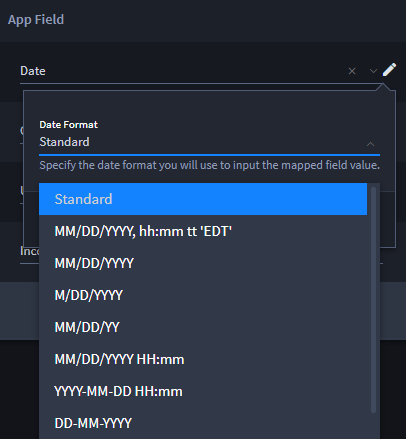 App Field
Date
Date Format
Standard
Specify the date format you will use to input the mapped field value.
Standard
MM/DD/YYYY, hh:mm tt 'EDT'
MM/DD/YYYY
M/DD/YYYY
MM/DD/YY
MM/DD/YYYY HH:mm
YYYY-MM-DD HH:mm
DD-MM-YYYY